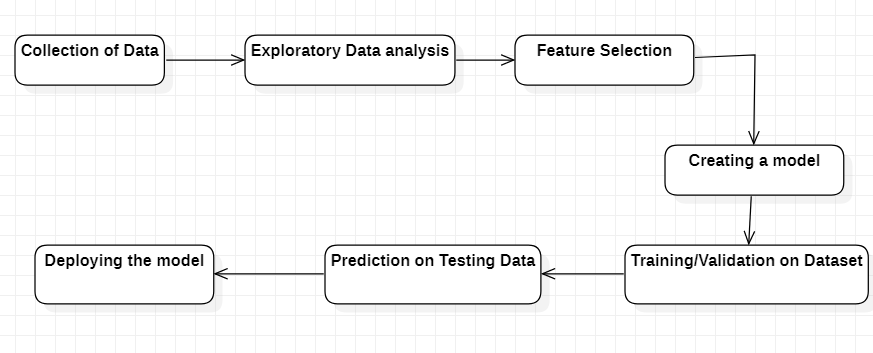 Collection of Data
Exploratory Data analysis
Feature Selection
Creating a model
Training/Validation on Dataset
Prediction on Testing Data
Deploying the model